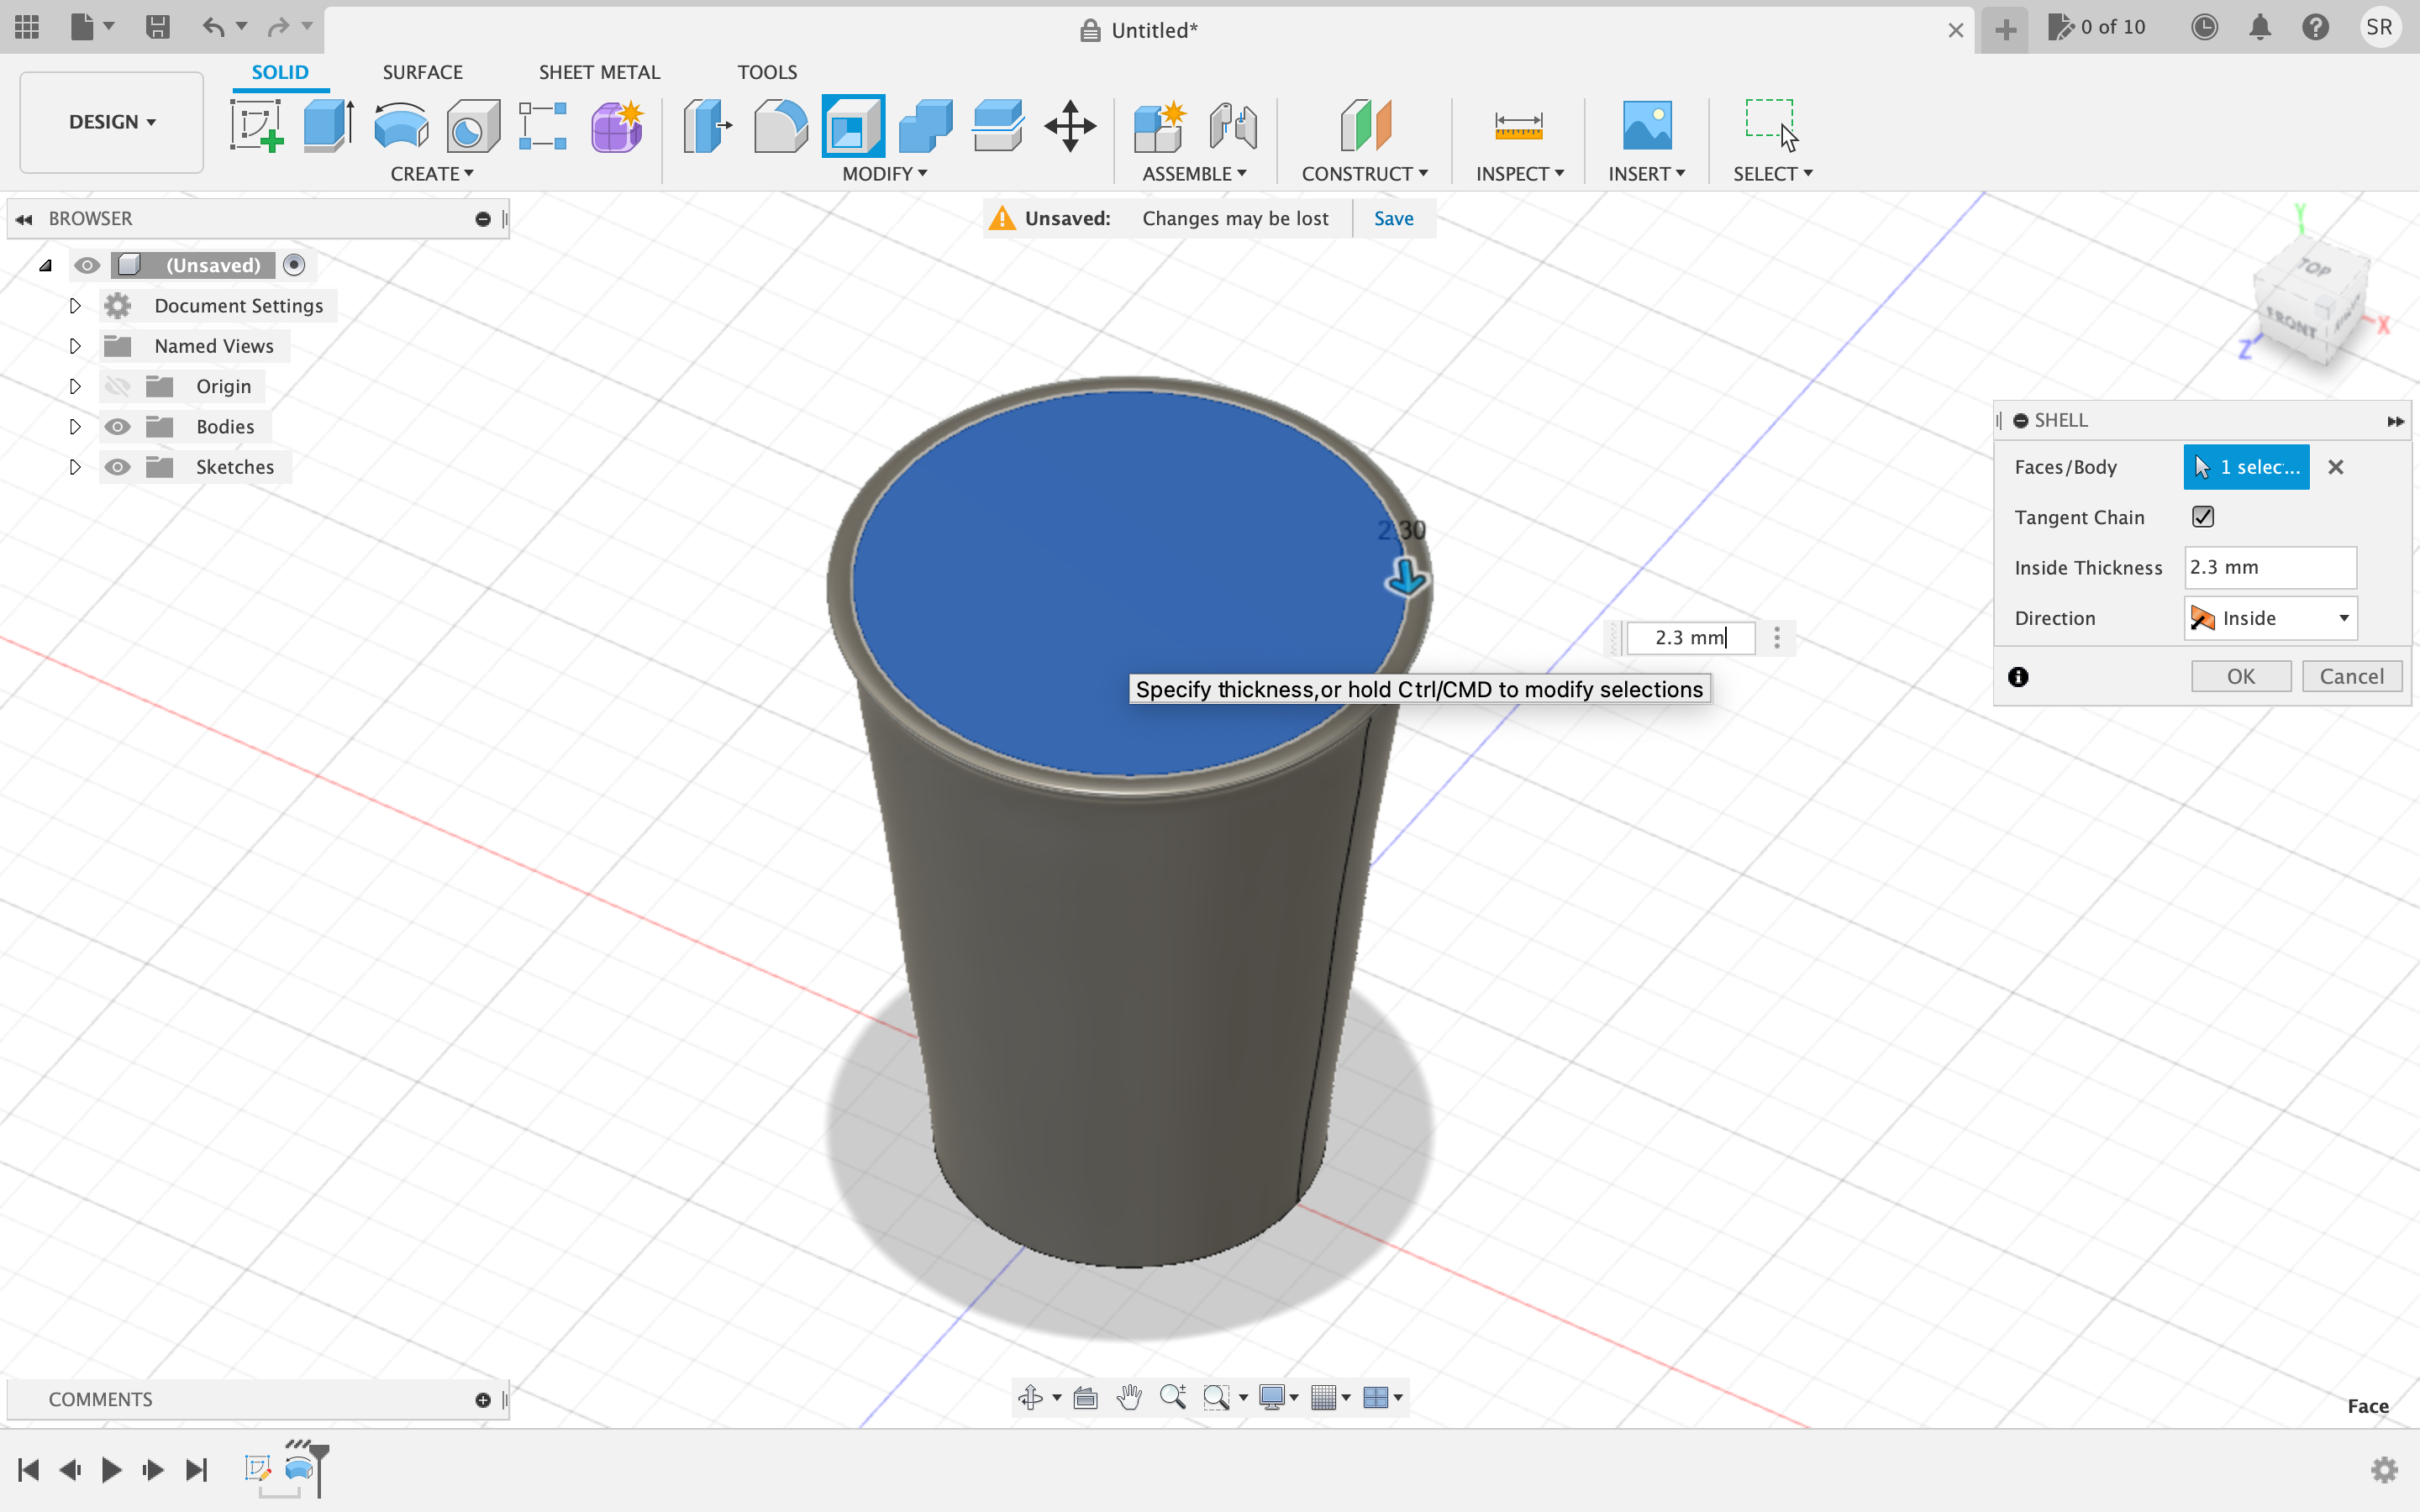 Untitled*
0 of 10
SR
SOLID
SURFACE
SHEET METAL
TOOLS
DESIGN
CREATE
MODIFY
ASSEMBLE
CONSTRUCT
INSPECT
INSERT
SELECT
BROWSER
Unsaved: Changes may be lost
Save
(Unsaved)
Document Settings
Named Views
Origin
Bodies
Sketches
Y
TOP
FRONT
RIGHT
X
Z
SHELL
Faces/Body
1 selec...
Tangent Chain
Inside Thickness
2.3 mm
Direction
Inside
OK
Cancel
2.30
2.3 mm
Specify thickness,or hold Ctrl/CMD to modify selections
COMMENTS
Face